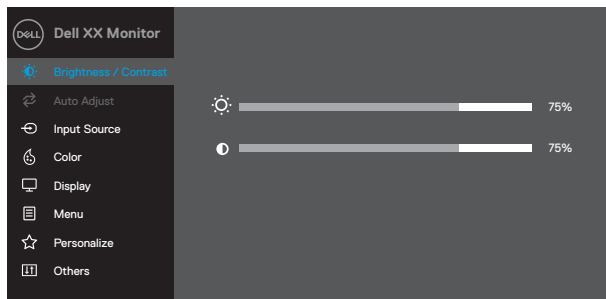 DELL
Dell XX Monitor
Brightness / Contrast
Auto Adjust
Input Source
Color
Display
Menu
Personalize
Others
75%
75%